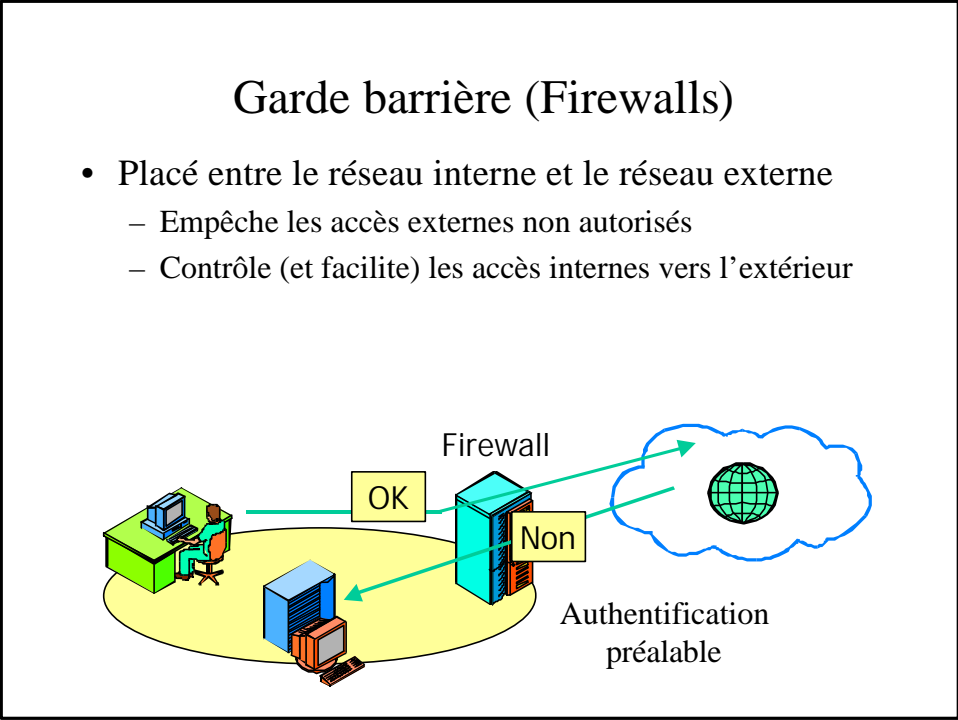 Garde barrière (Firewalls)
• Placé entre le réseau interne et le réseau externe
– Empêche les accès externes non autorisés
– Contrôle (et facilite) les accès internes vers l’extérieur
Firewall
OK
Non
Authentification
préalable